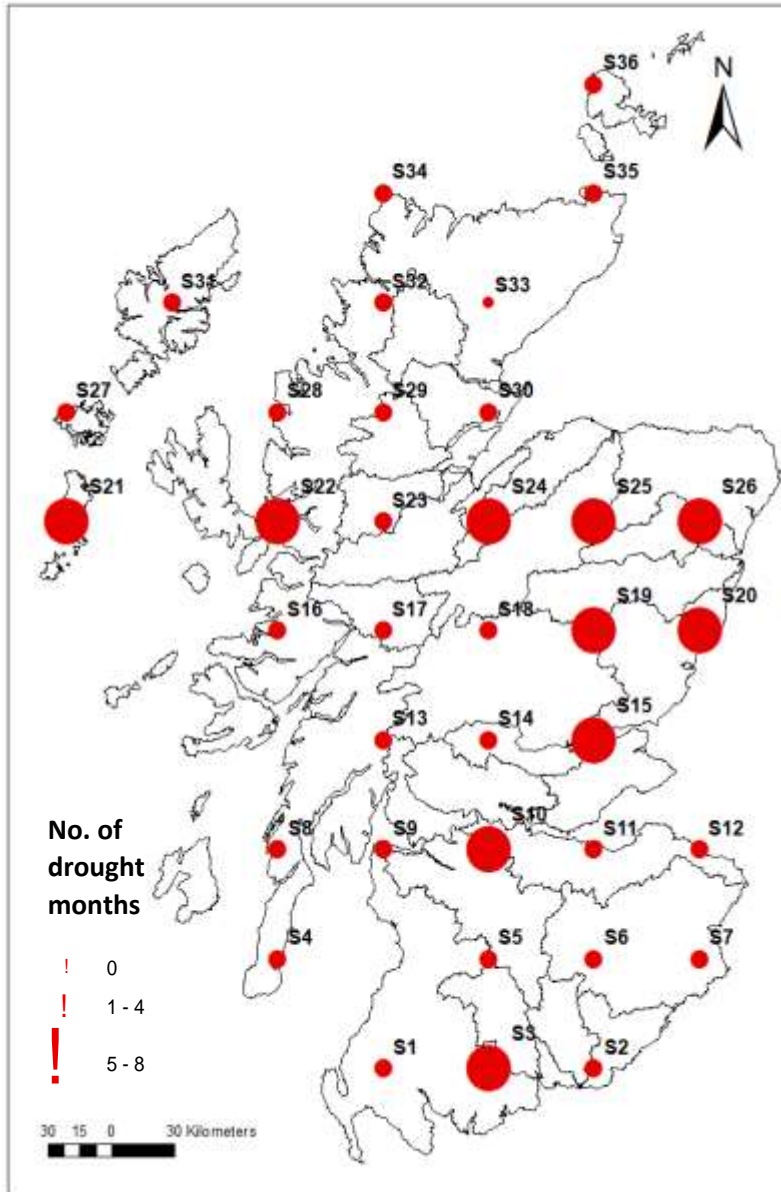 S36
N
S34 S35
S31 S32 S33
S27 S28 S29 S30
S21 S22 S23 S24 S25 S26
S16 S17 S18 S19 S20
S13 S14 S15
No. of
drought
months
S8 S9 S10 S11 S12
! 0
! 1 - 4
! 5 - 8
S4 S5 S6 S7
S1 S3 S2
30 15 0 30 Kilometers